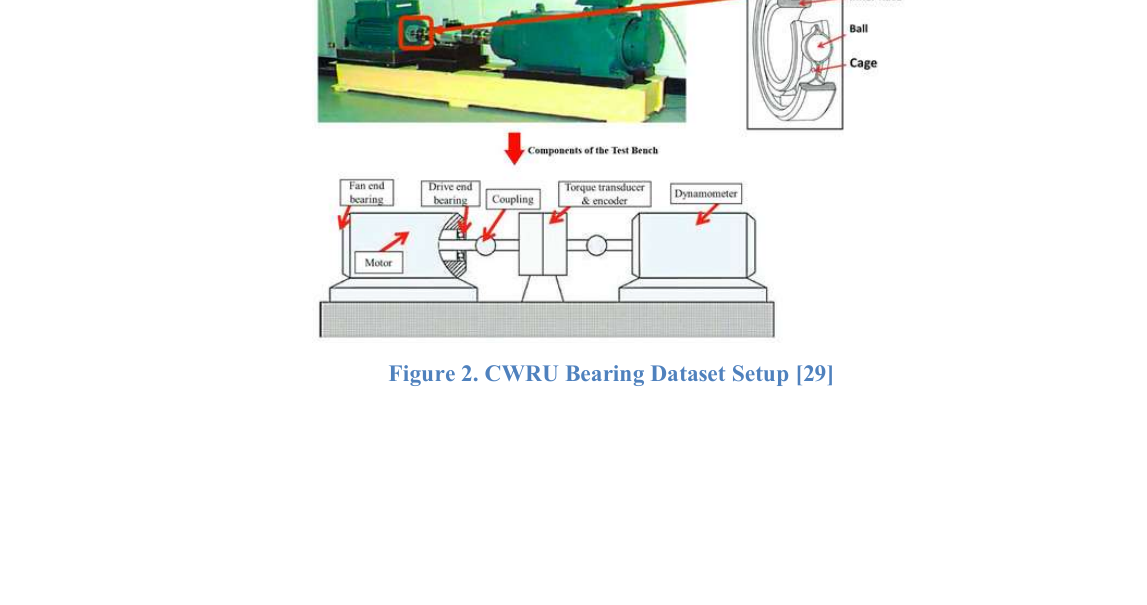 Ball
Cage
Components of the Test Bench
Fan end
bearing
Drive end
bearing
Coupling
Torque transducer
& encoder
Dynamometer
Motor
Figure 2. CWRU Bearing Dataset Setup [29]